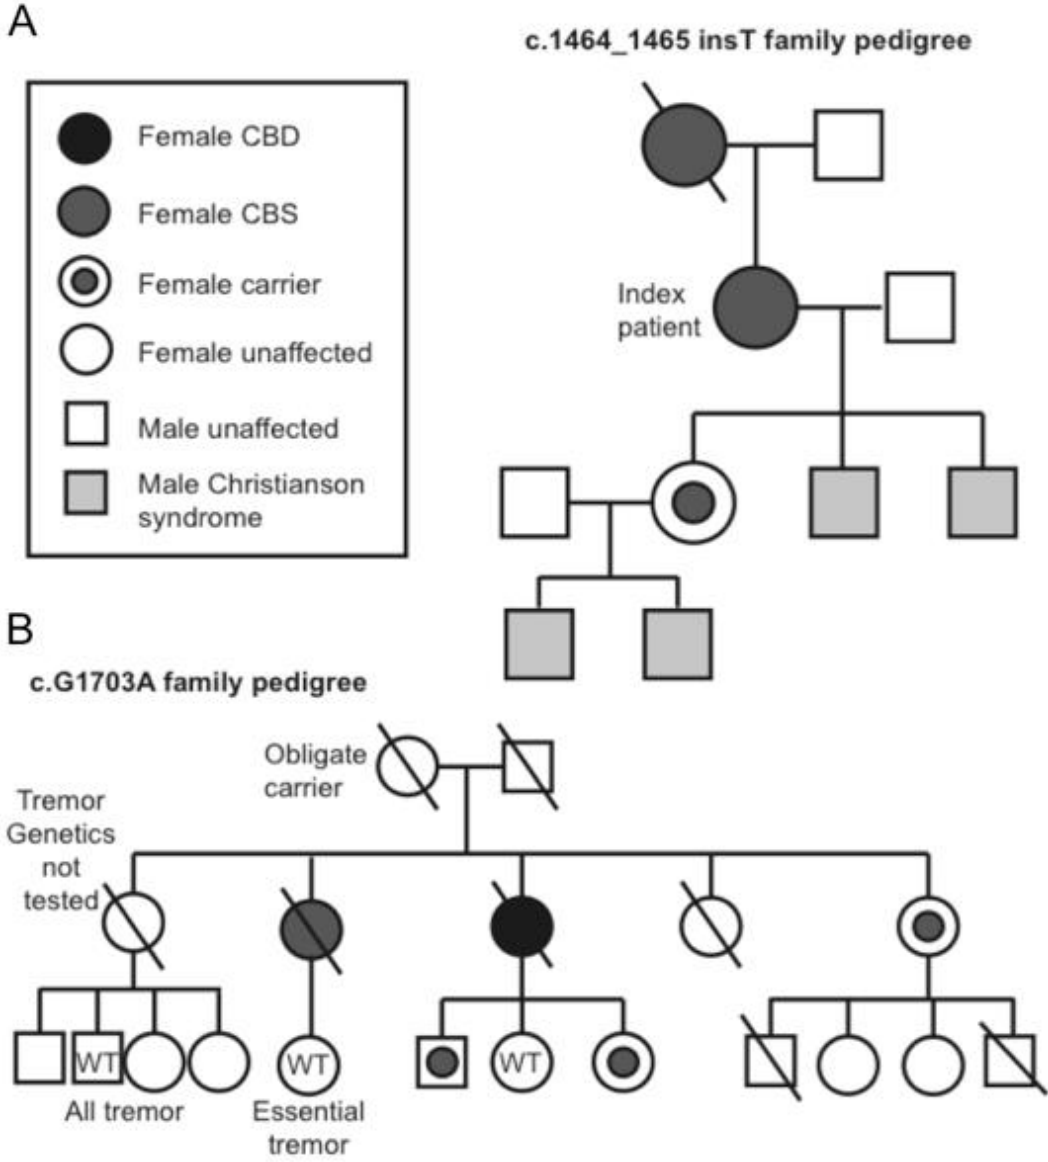 A
c.1464_1465 insT family pedigree
Female CBD
Female CBS
Female carrier
Female unaffected
Male unaffected
Male Christianson
syndrome
Index
patient
B
c.G1703A family pedigree
Obligate
carrier
Tremor
Genetics
not
tested
WT
WT
WT
All tremor
Essential
tremor